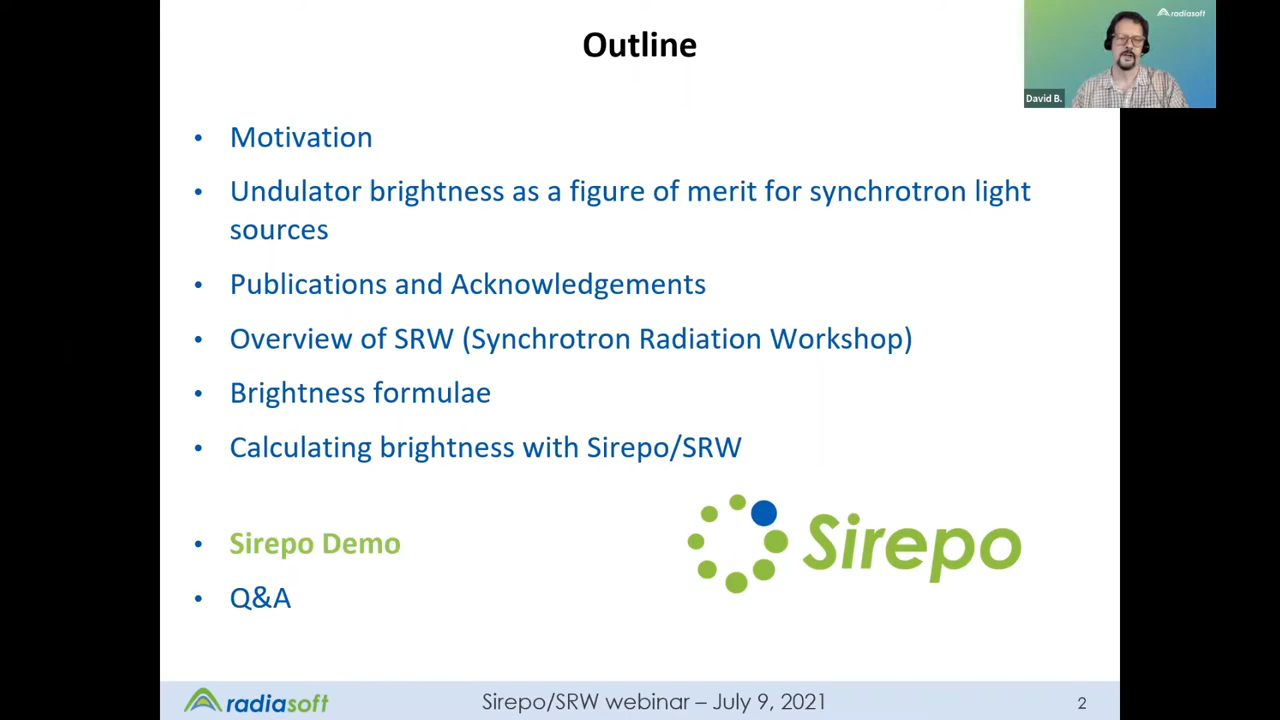 Outline
radiasoft
David B.
• Motivation
• Undulator brightness as a figure of merit for synchrotron light
sources
• Publications and Acknowledgements
• Overview of SRW (Synchrotron Radiation Workshop)
• Brightness formulae
• Calculating brightness with Sirepo/SRW
• Sirepo Demo
Sirepo
• Q&A
radiasoft
Sirepo/SRW webinar – July 9, 2021
2